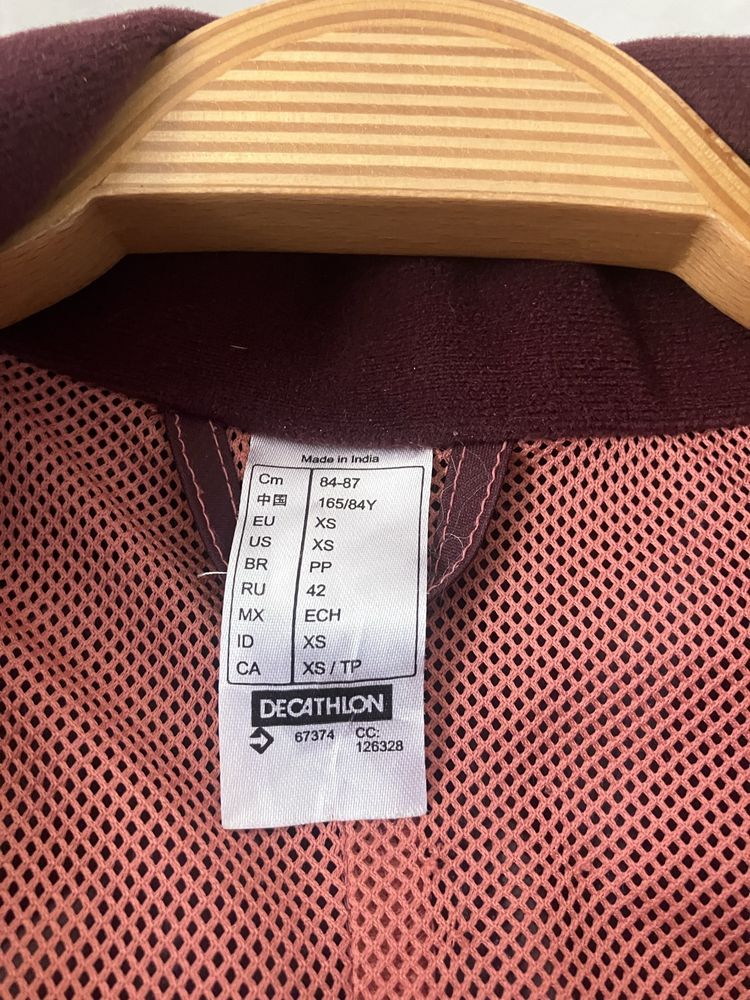 Made in India
Cm 84-87
中国 165/84Y
EU XS
US XS
BR PP
RU 42
MX ECH
ID XS
CA XS / TP
DECATHLON
67374 CC:
126328